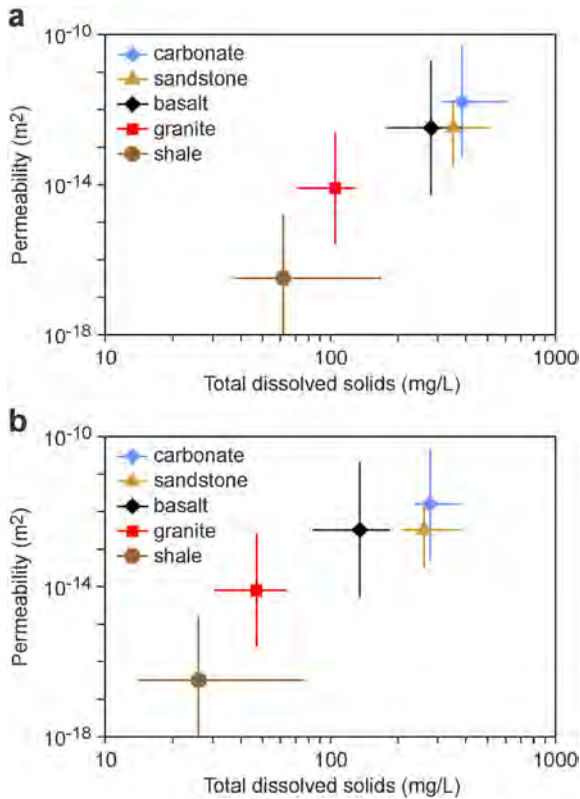 a
10-10
carbonate
sandstone
basalt
granite
shale
Permeability (m2)
10-14
10-18
10
100
1000
Total dissolved solids (mg/L)
b
10-10
carbonate
sandstone
basalt
granite
shale
Permeability (m2)
10-14
10-18
10
100
1000
Total dissolved solids (mg/L)